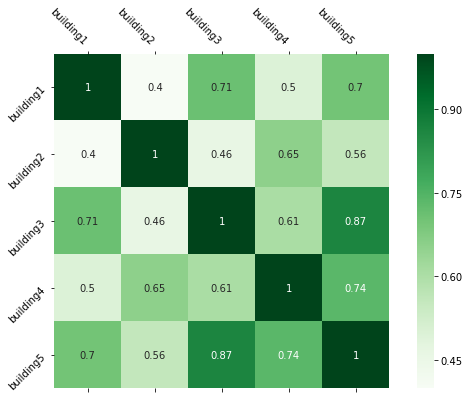 building1 building2 building3 building4 building5
building1 1 0.4 0.71 0.5 0.7
building2 0.4 1 0.46 0.65 0.56
building3 0.71 0.46 1 0.61 0.87
building4 0.5 0.65 0.61 1 0.74
building5 0.7 0.56 0.87 0.74 1
0.90
0.75
0.60
0.45